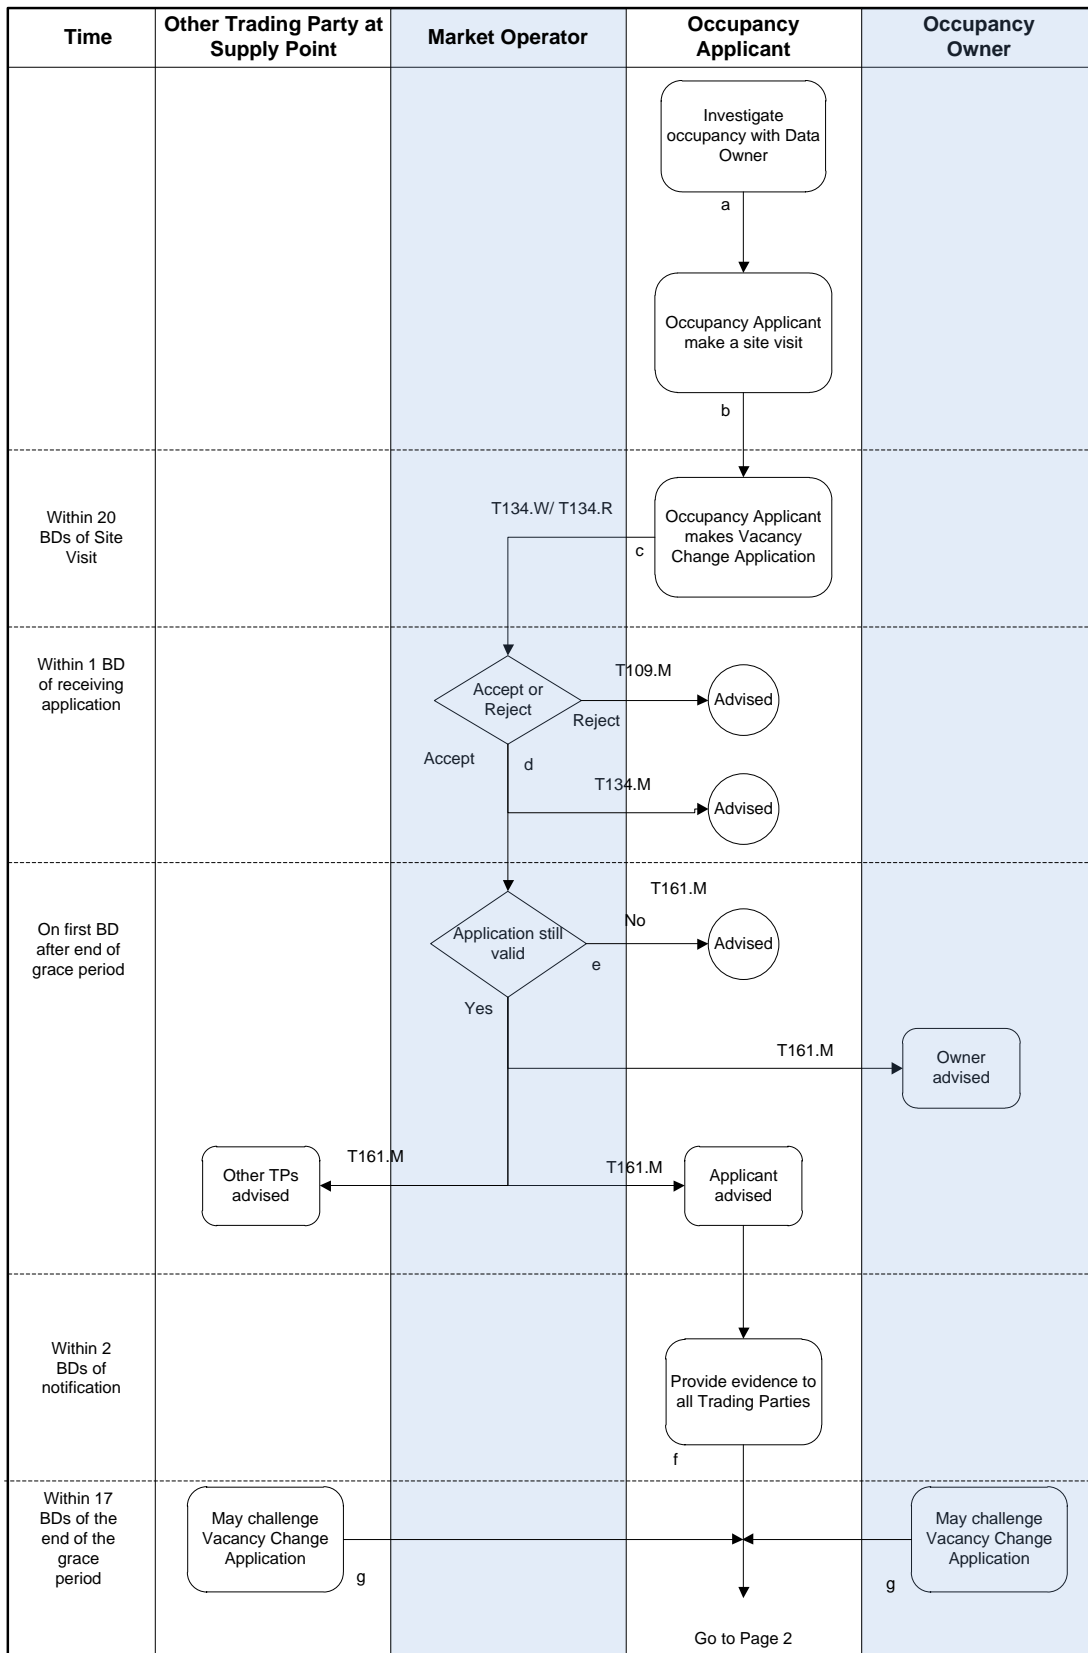 Time
Other Trading Party at
Supply Point
Market Operator
Occupancy
Applicant
Occupancy
Owner
Investigate
occupancy with Data
Owner
a
Occupancy Applicant
make a site visit
b
Within 20
BDs of Site
Visit
T134.W/ T134.R
c
Occupancy Applicant
makes Vacancy
Change Application
Within 1 BD
of receiving
application
Accept or
Reject
T109.M
Reject
Advised
Accept
d
T134.M
Advised
On first BD
after end of
grace period
Application still
valid
T161.M
No
e
Advised
Yes
T161.M
Owner
advised
Other TPs
advised
T161.M
T161.M
Applicant
advised
Within 2
BDs of
notification
Provide evidence to
all Trading Parties
f
Within 17
BDs of the
end of the
grace
period
May challenge
Vacancy Change
Application
g
May challenge
Vacancy Change
Application
g
Go to Page 2